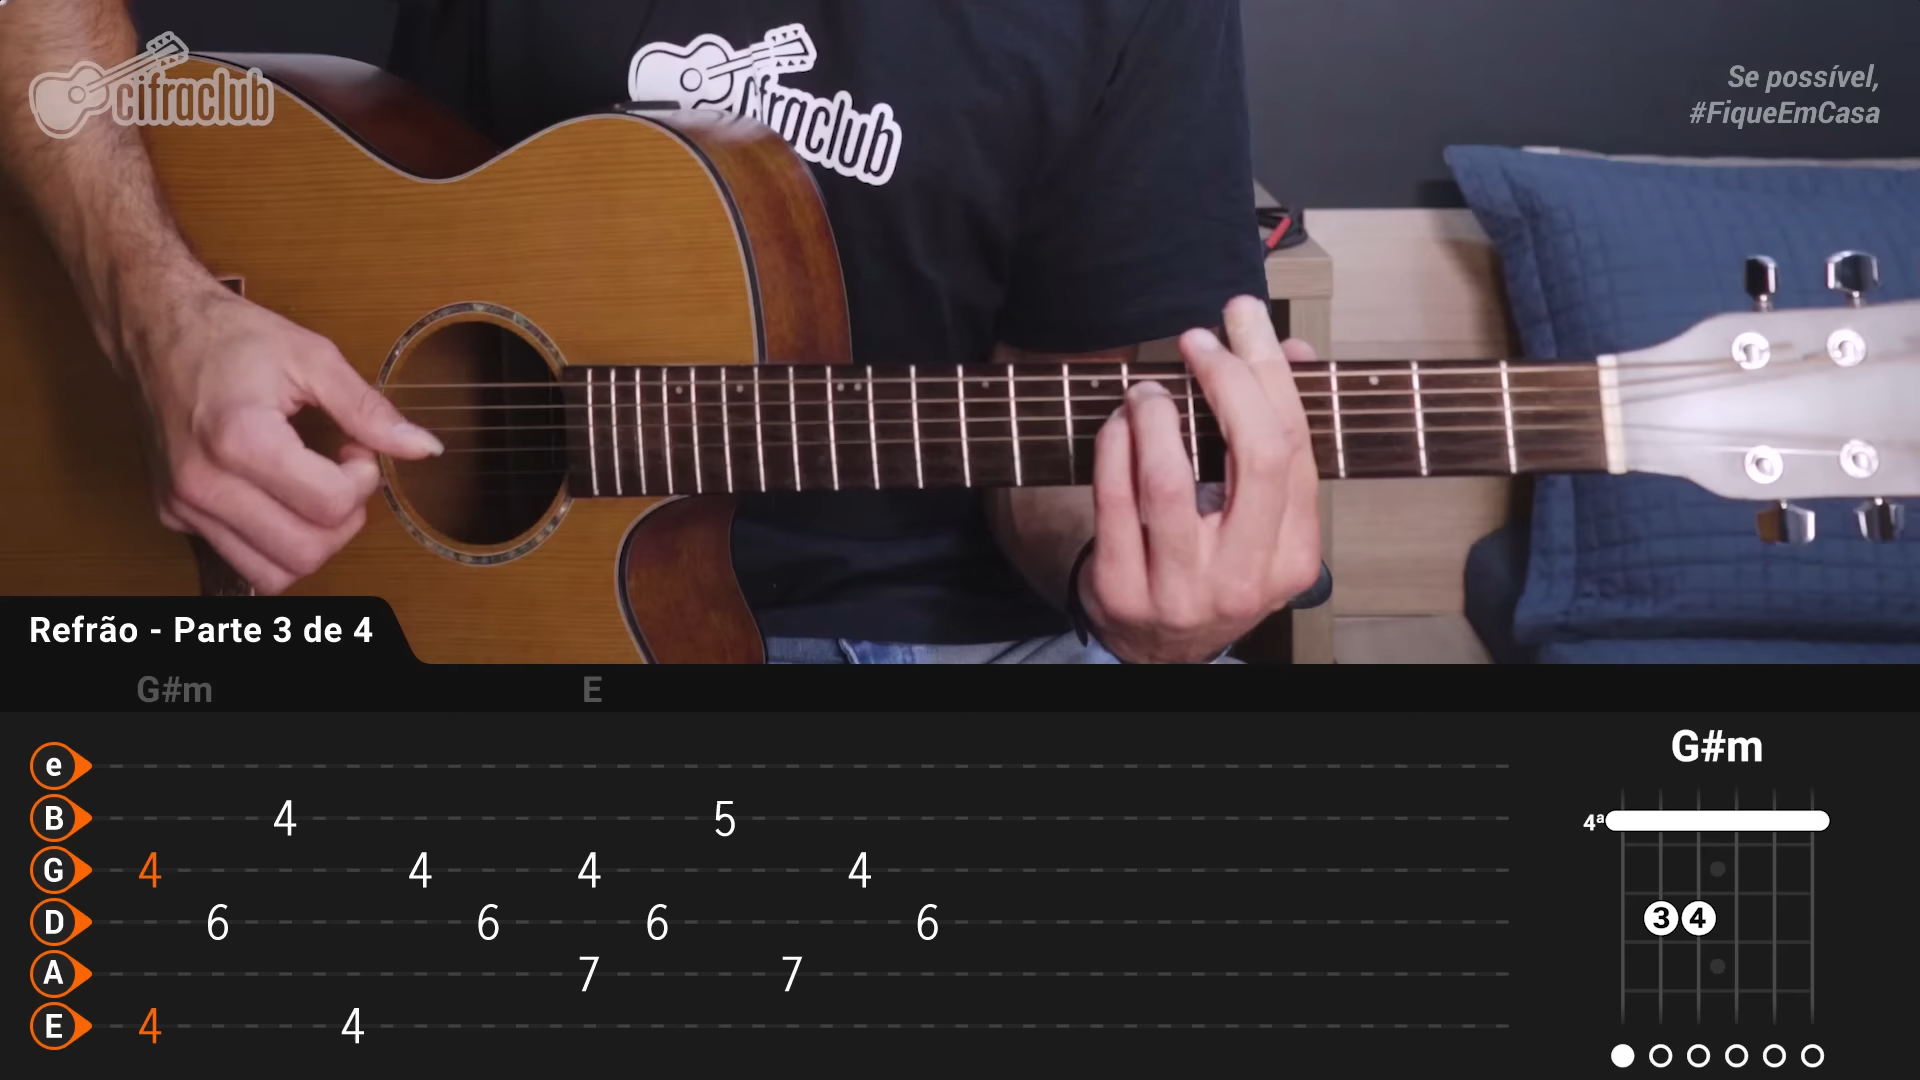 cifraclub
cifraclub
Se possível,
#FiqueEmCasa
Refrão - Parte 3 de 4
G#m E
G#m
e
B 4 5
G 4 4 4 4
D 6 6 6 6
A 7 7
E 4 4
4ª
3 4